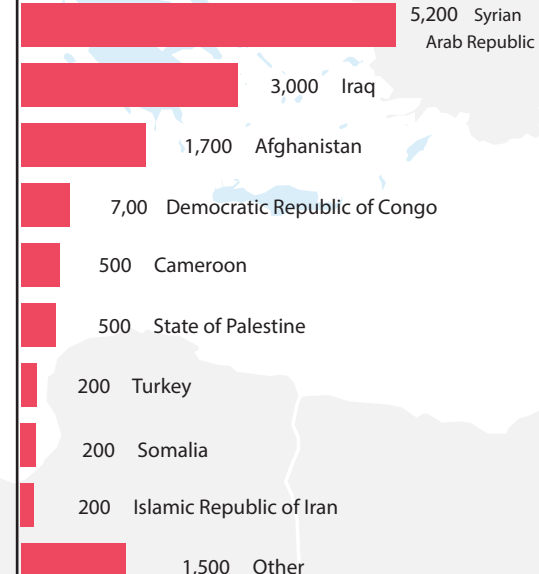 5,200 Syrian
Arab Republic
3,000 Iraq
1,700 Afghanistan
7,00 Democratic Republic of Congo
500 Cameroon
500 State of Palestine
200 Turkey
200 Somalia
200 Islamic Republic of Iran
1,500 Other